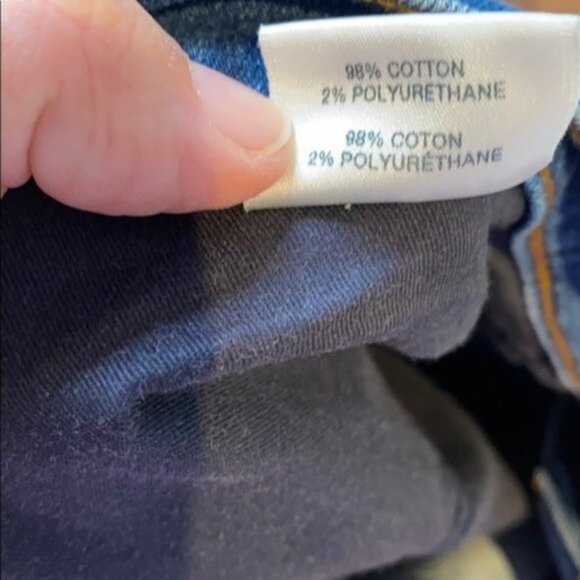 98% COTTON
2% POLYURETHANE
98% COTON
2% POLYURÉTHANE